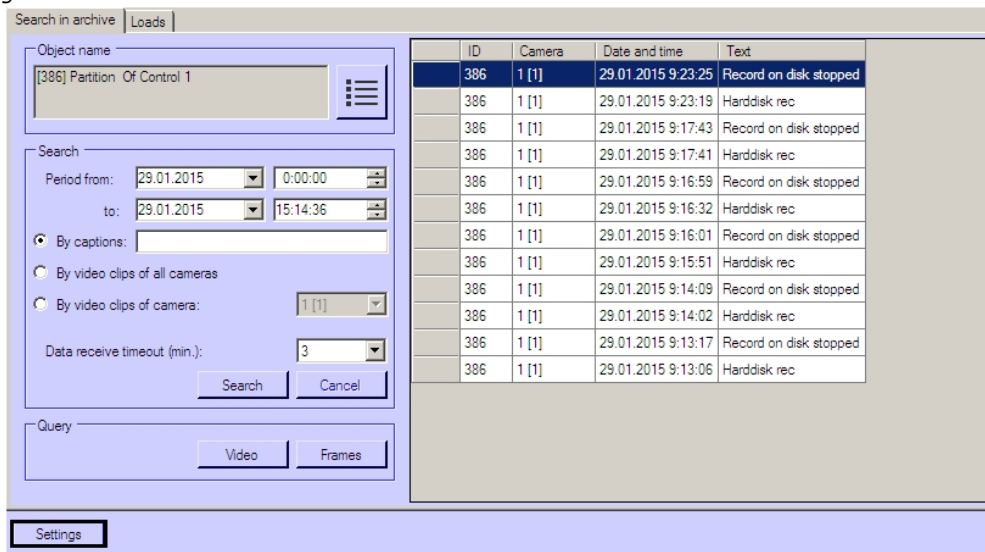 Search in archive Loads
Object name
[386] Partition Of Control 1
Search
Period from: 29.01.2015 0:00:00
to: 29.01.2015 15:14:36
By captions:
By video clips of all cameras
By video clips of camera: 1 [1]
Data receive timeout (min.): 3
Search Cancel
Query
Video Frames
ID Camera Date and time Text
386 1 [1] 29.01.2015 9:23:25 Record on disk stopped
386 1 [1] 29.01.2015 9:23:19 Harddisk rec
386 1 [1] 29.01.2015 9:17:43 Record on disk stopped
386 1 [1] 29.01.2015 9:17:41 Harddisk rec
386 1 [1] 29.01.2015 9:16:59 Record on disk stopped
386 1 [1] 29.01.2015 9:16:32 Harddisk rec
386 1 [1] 29.01.2015 9:16:01 Record on disk stopped
386 1 [1] 29.01.2015 9:15:51 Harddisk rec
386 1 [1] 29.01.2015 9:14:09 Record on disk stopped
386 1 [1] 29.01.2015 9:14:02 Harddisk rec
386 1 [1] 29.01.2015 9:13:17 Record on disk stopped
386 1 [1] 29.01.2015 9:13:06 Harddisk rec
Settings